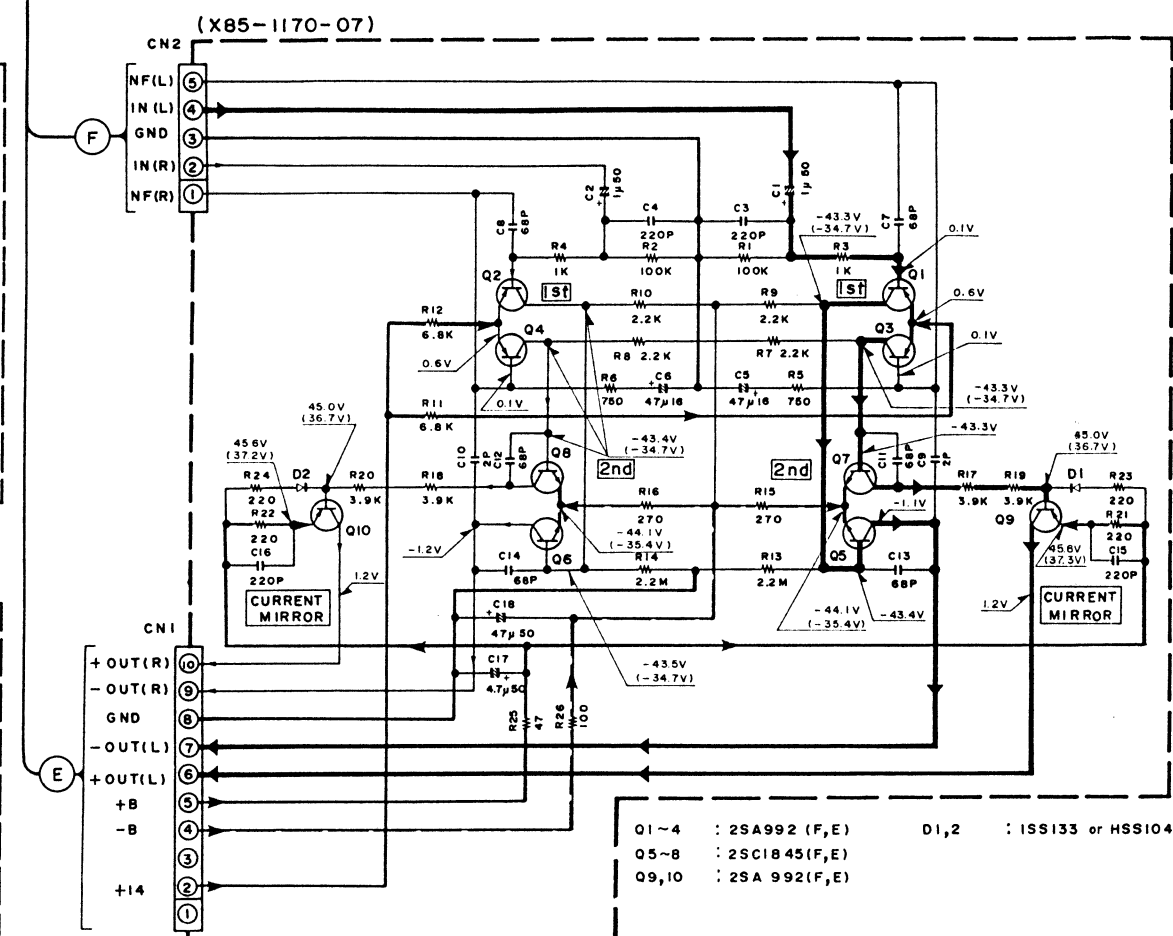 (X85-1170-07)
CN2
NF(L) 5
IN(L) 4
GND 3
IN(R) 2
NF(R) 1
F
C2 1μ50
C1 1μ50
C4 220P
C3 220P
C8 68P
C7 68P
-43.3V
(-34.7V)
0.1V
R4 1K
R2 100K
R1 100K
R3 1K
Q2
1st
1st
Q1
R10 2.2K
R9 2.2K
0.6V
R12 6.8K
Q4
Q3
0.1V
0.6V
R8 2.2K
R7 2.2K
R6 750
C6 47μ16
C5 47μ16
R5 750
0.1V
-43.3V
(-34.7V)
R11 6.8K
45.0V
(36.7V)
-43.4V
(-34.7V)
-43.3V
45.0V
(36.7V)
45.6V
(37.2V)
C10 2P
C12 68P
Q8
2nd
2nd
Q7
C11 68P
C9 2P
R24 220
D2
R20 3.9K
R18 3.9K
R17 3.9K
R19 3.9K
D1
R23 220
R22 220
Q10
R16 270
R15 270
-1.1V
Q9
R21 220
C16 220P
-1.2V
-44.1V
(-35.4V)
Q6
Q5
45.6V
(37.3V)
C15 220P
C14 68P
R14 2.2M
R13 2.2M
C13 68P
1.2V
1.2V
CURRENT
MIRROR
CURRENT
MIRROR
C18 47μ50
-44.1V
(-35.4V)
-43.4V
CN1
C17 4.7μ50
-43.5V
(-34.7V)
R25 47
R26 100
+OUT(R) 10
-OUT(R) 9
GND 8
-OUT(L) 7
+OUT(L) 6
+B 5
-B 4
3
+14 2
1
E
Q1~4 : 2SA992 (F,E)
D1,2 : 1SS133 or HSS104
Q5~8 : 2SC1845(F,E)
Q9,10 : 2SA 992(F,E)